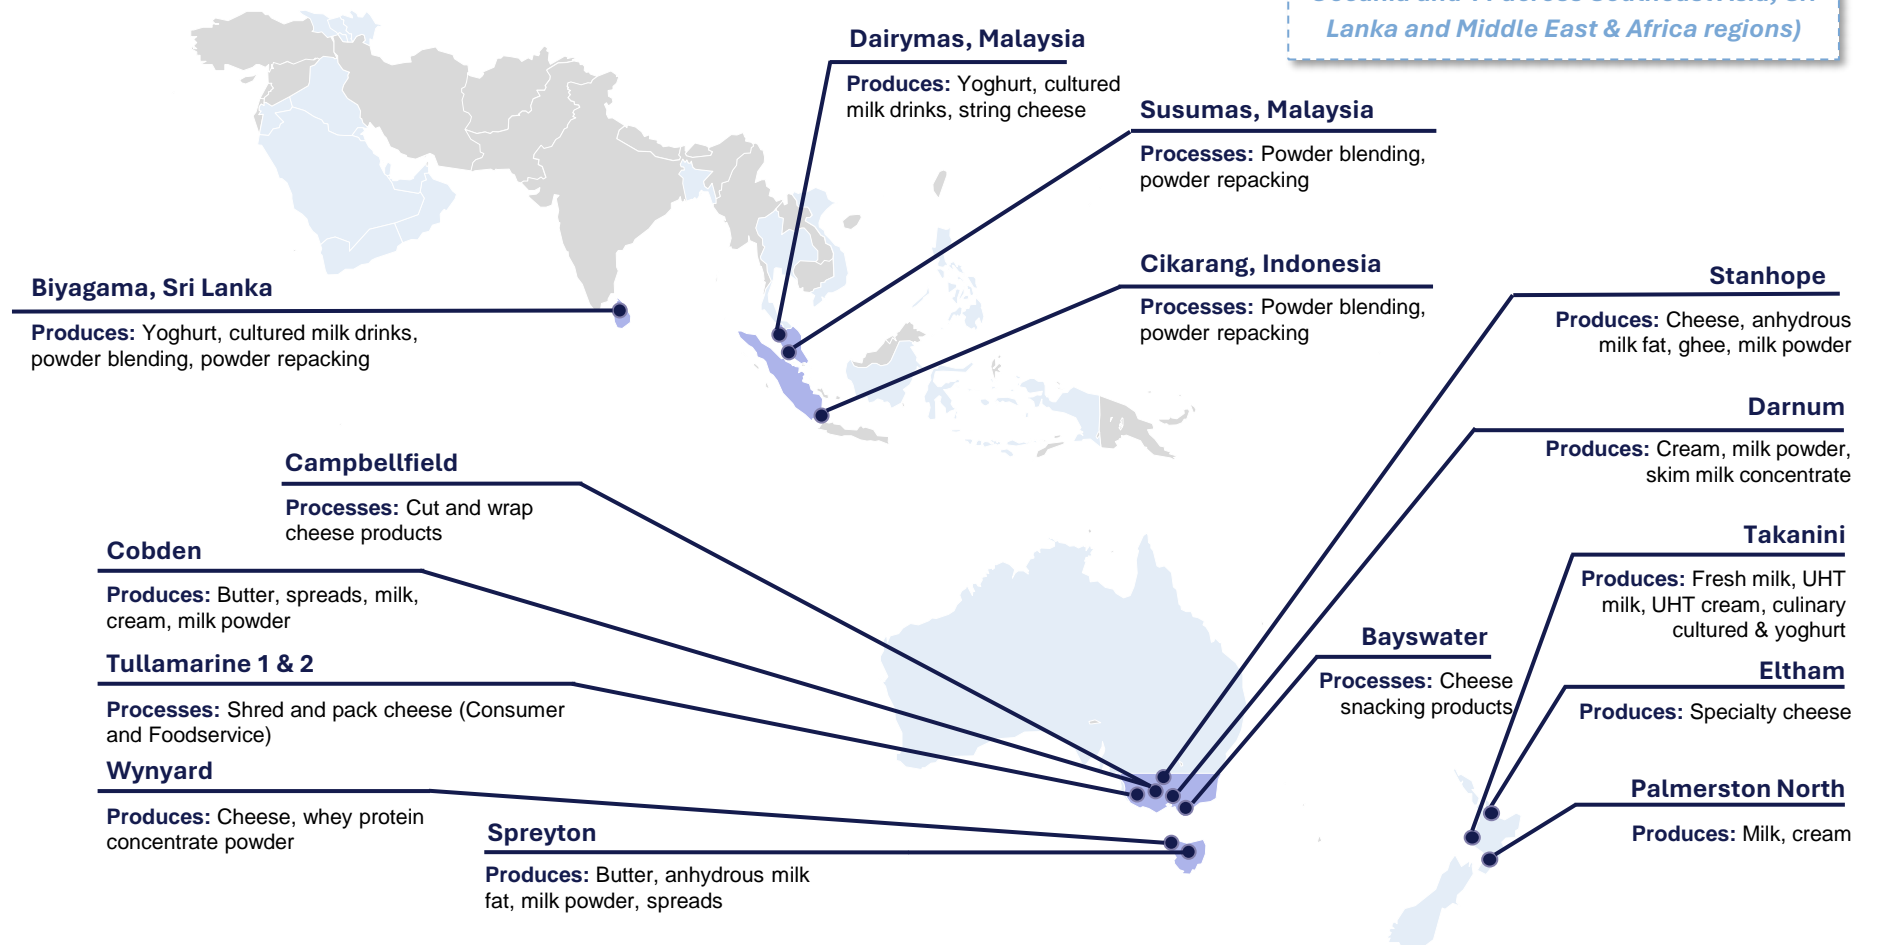 Lanka and Middle East & Africa regions)
Dairymas, Malaysia
Produces: Yoghurt, cultured
milk drinks, string cheese
Susumas, Malaysia
Processes: Powder blending,
powder repacking
Cikarang, Indonesia
Processes: Powder blending,
powder repacking
Biyagama, Sri Lanka
Produces: Yoghurt, cultured milk drinks,
powder blending, powder repacking
Stanhope
Produces: Cheese, anhydrous
milk fat, ghee, milk powder
Darnum
Produces: Cream, milk powder,
skim milk concentrate
Campbellfield
Processes: Cut and wrap
cheese products
Cobden
Produces: Butter, spreads, milk,
cream, milk powder
Tullamarine 1 & 2
Processes: Shred and pack cheese (Consumer
and Foodservice)
Wynyard
Produces: Cheese, whey protein
concentrate powder
Spreyton
Produces: Butter, anhydrous milk
fat, milk powder, spreads
Takanini
Produces: Fresh milk, UHT
milk, UHT cream, culinary
cultured & yoghurt
Bayswater
Processes: Cheese
snacking products
Eltham
Produces: Specialty cheese
Palmerston North
Produces: Milk, cream